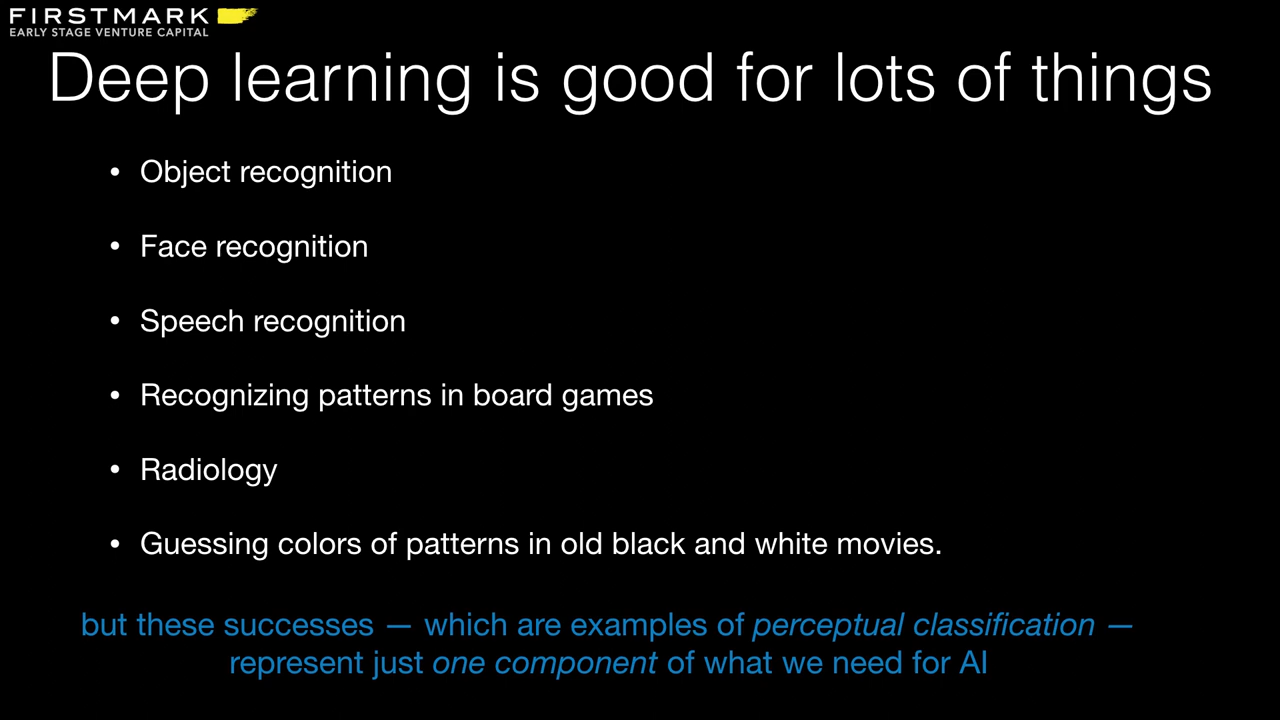 FIRSTMARK
EARLY STAGE VENTURE CAPITAL
Deep learning is good for lots of things
• Object recognition
• Face recognition
• Speech recognition
• Recognizing patterns in board games
• Radiology
• Guessing colors of patterns in old black and white movies.
but these successes — which are examples of perceptual classification —
represent just one component of what we need for AI